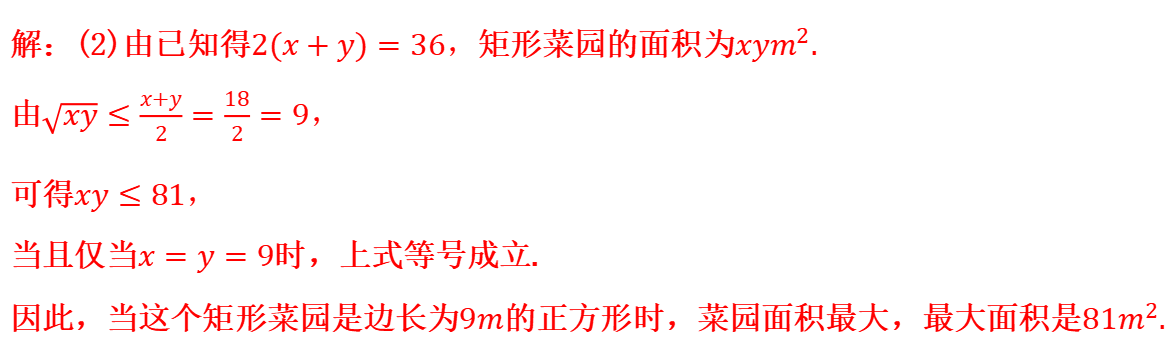 解：(2)由已知得2(x + y) = 36，矩形菜园的面积为xym².
由√xy ≤ (x+y)/2 = 18/2 = 9，
可得xy ≤ 81，
当且仅当x = y = 9时，上式等号成立.
因此，当这个矩形菜园是边长为9m的正方形时，菜园面积最大，最大面积是81m².